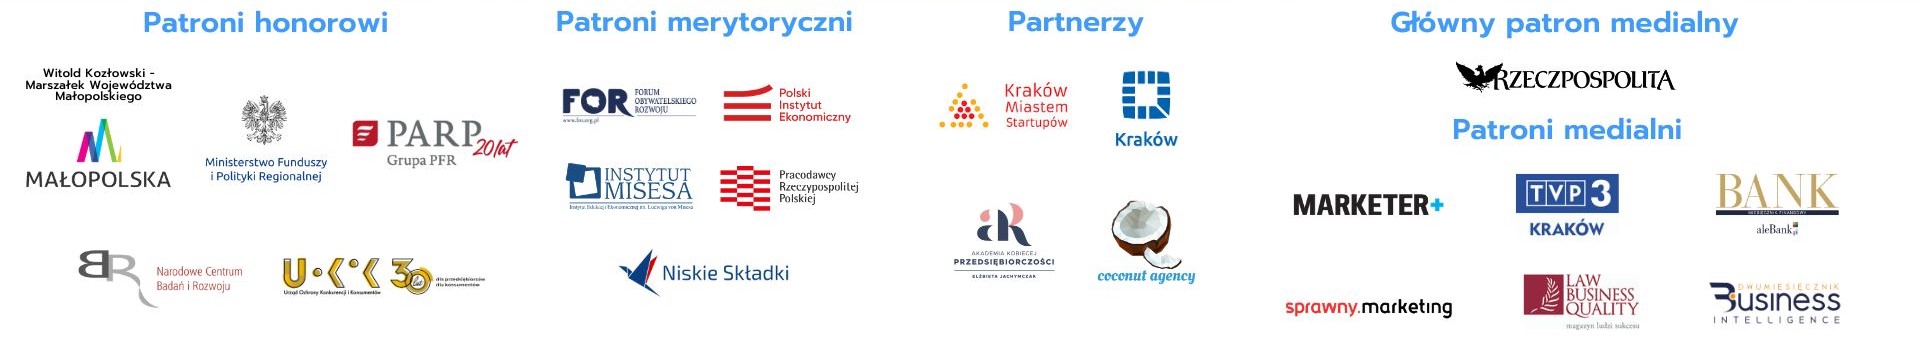 Patroni honorowi
Witold Kozłowski -
Marszałek Województwa
Małopolskiego
MAŁOPOLSKA
Ministerstwo Funduszy
i Polityki Regionalnej
PARP
Grupa PFR
20 lat
BR
Narodowe Centrum
Badań i Rozwoju
UOKiK 30 lat
Urząd Ochrony Konkurencji i Konsumentów
dla przedsiębiorców
dla konsumentów
Patroni merytoryczni
FOR
FORUM
OBYWATELSKIEGO
ROZWOJU
www.for.org.pl
Polski
Instytut
Ekonomiczny
INSTYTUT
MISESA
Instytut Edukacji Ekonomicznej im. Ludwiga von Misesa
Pracodawcy
Rzeczypospolitej
Polskiej
Niskie Składki
Partnerzy
Kraków
Miastem
Startupów
Kraków
AKADEMIA KOBIECEJ
PRZEDSIĘBIORCZOŚCI
ELŻBIETA JACHYMCZAK
coconut agency
Główny patron medialny
RZECZPOSPOLITA
Patroni medialni
MARKETER+
TVP 3
KRAKÓW
BANK
MIESIĘCZNIK FINANSOWY
aleBank.pl
sprawny.marketing
LAW
BUSINESS
QUALITY
magazyn ludzi sukcesu
DWUMIESIĘCZNIK
Business
INTELLIGENCE